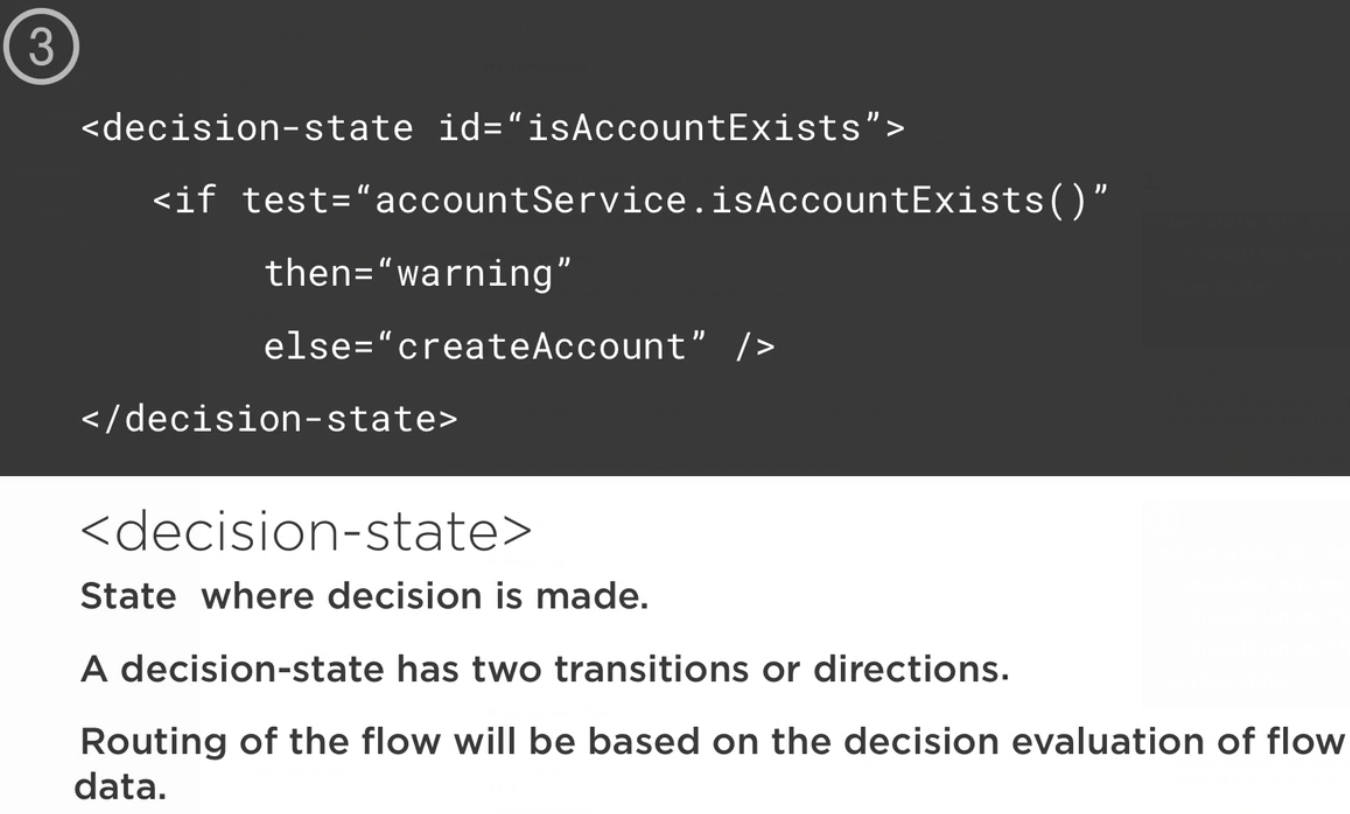 3
<decision-state id=“isAccountExists”>
<if test=“accountService.isAccountExists()”
then=“warning”
else=“createAccount” />
</decision-state>
<decision-state>
State  where decision is made.
A decision-state has two transitions or directions.
Routing of the flow will be based on the decision evaluation of flow
data.